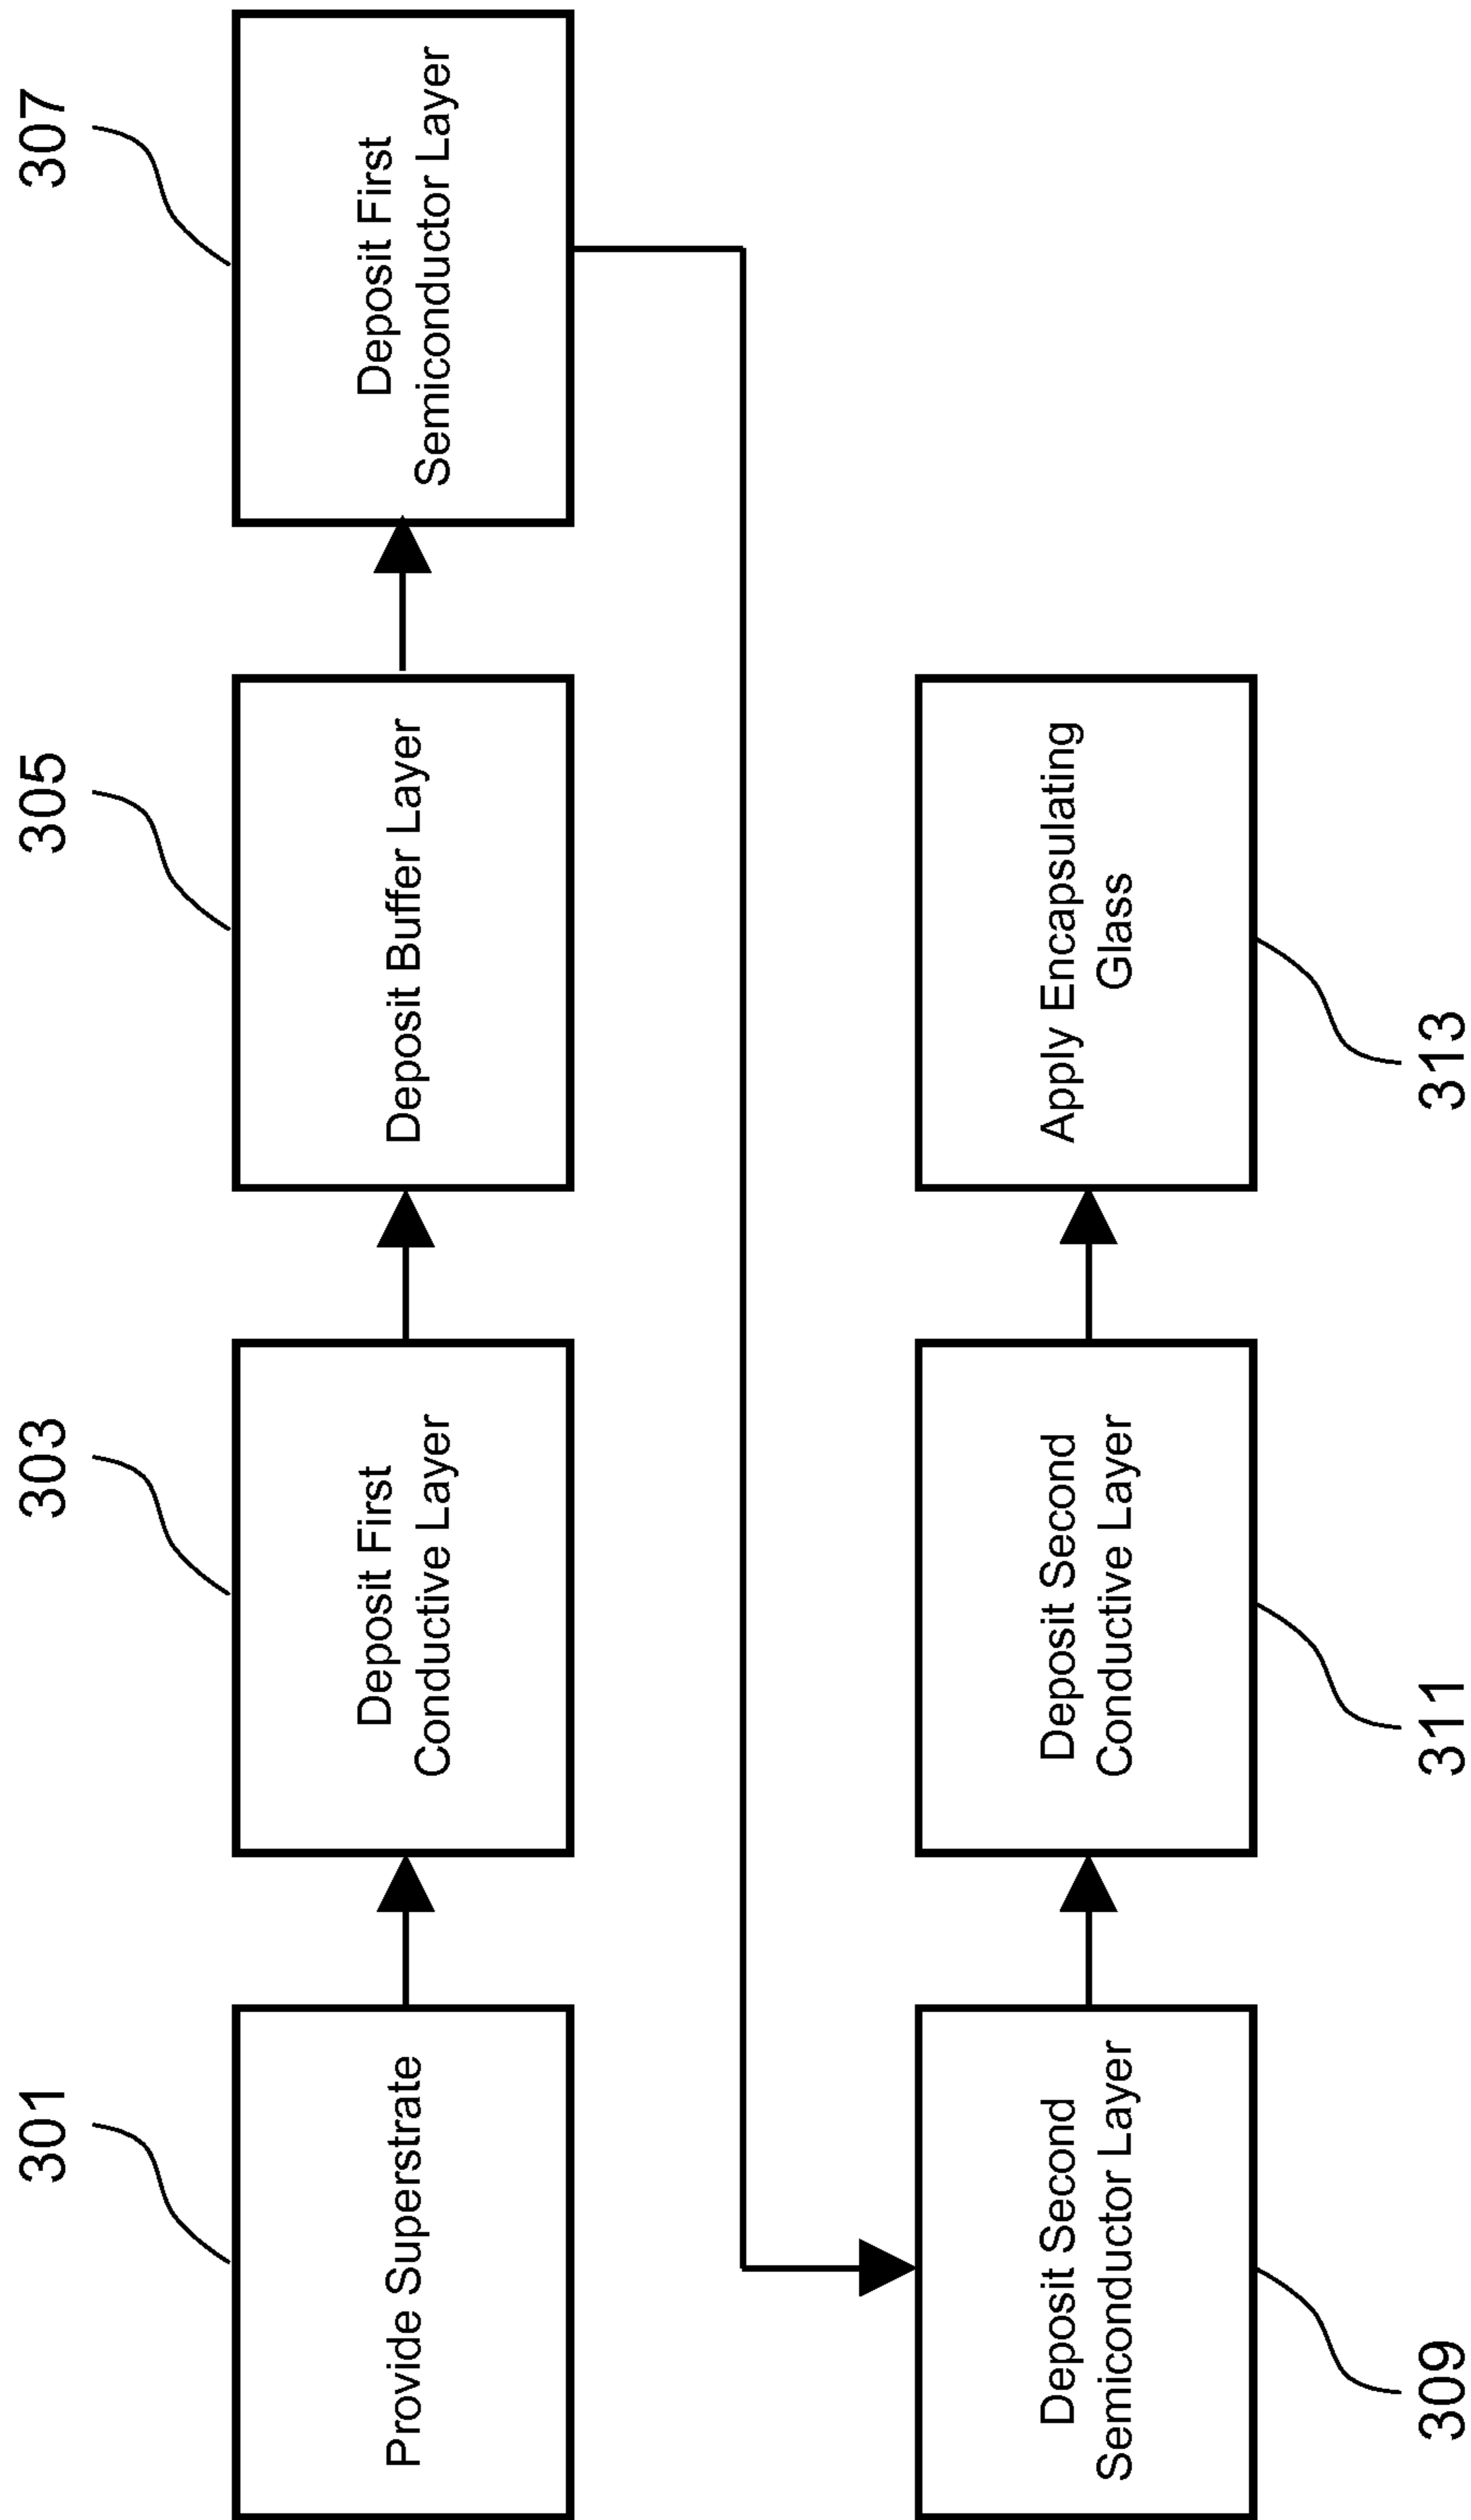 301
Provide Superstrate
303
Deposit First
Conductive Layer
305
Deposit Buffer Layer
307
Deposit First
Semiconductor Layer
Deposit Second
Semiconductor Layer
309
Deposit Second
Conductive Layer
311
Apply Encapsulating
Glass
313